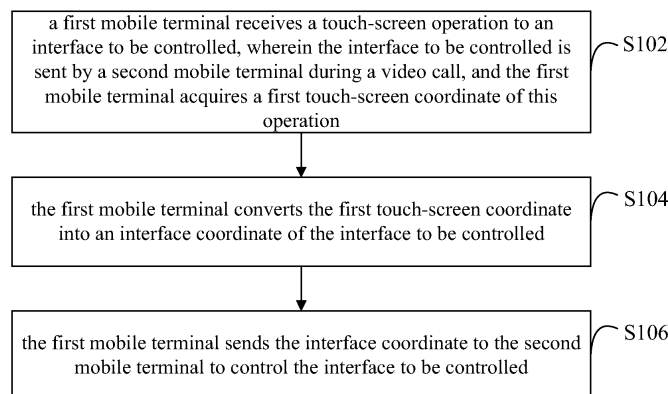 a first mobile terminal receives a touch-screen operation to an
interface to be controlled, wherein the interface to be controlled is
sent by a second mobile terminal during a video call, and the first
mobile terminal acquires a first touch-screen coordinate of this
operation
S102
the first mobile terminal converts the first touch-screen coordinate
into an interface coordinate of the interface to be controlled
S104
the first mobile terminal sends the interface coordinate to the second
mobile terminal to control the interface to be controlled
S106